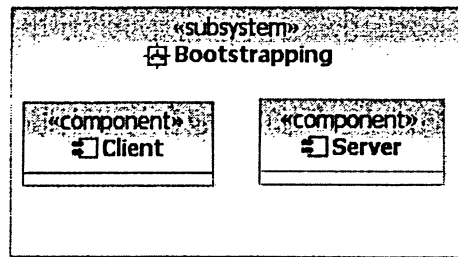 «subsystem»
Bootstrapping
«component»
Client
«component»
Server